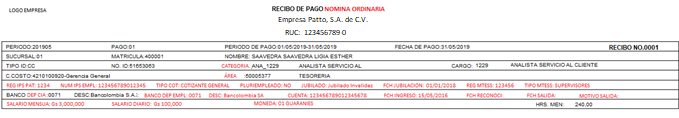 LOGO EMPRESA
RECIBO DE PAGO NOMINA ORDINARIA
Empresa Patto, S.A. de C.V.
RUC: 123456789-0
PERIODO:201905 PAGO:01 PERIODO DE PAGO:01/05/2019-31/05/2019 FECHA DE PAGO:31/05/2019 RECIBO NO.0001
SUCURSAL:01 MATRICULA:400001 NOMBRE: SAAVEDRA SAAVEDRA LIGIA ESTHER
TIPO ID:CC NO. ID:51653063 CATEGORIA ANA_1229 ANALISTA SERVICIO AL CARGO: 1229 ANALISTA SERVICIO AL CLIENTE
C.COSTO:4210100920-Gerencia General ÁREA :50005377 TESORERIA
REG IPS PAT: 1234 NUM IPS EMPL: 123456789012345 TIPO COT: COTIZANTE GENERAL PLURIEMPLEADO: NO JUBILADO: Jubilado Invalidez FCH JUBILACION: 01/01/2018 REG MTESS: 123456 TIPO MTESS: SUPERVISORES
BANCO DEP CIA:0071 DESC:Bancolombia S.A.: BANCO DEP EMPL: 0071 DESC: Bancolombia SA CUENTA: 12345678901234567 FCH INGRESO: 15/05/2016 FCH RECONOCI: FCH SALIDA: MOTIVO SALIDA:
SALARIO MENSUA: Gs 3,000,000 SALARIO DIARIO: Gs 100,000 MONEDA: 01 GUARANIES HRS. MEN: 240.00